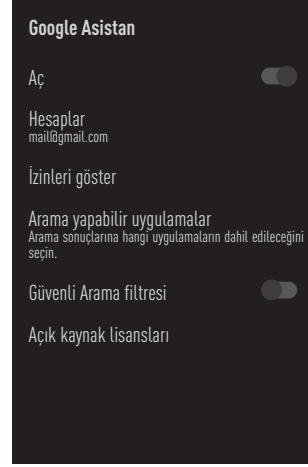 Google Asistan
Aç
Hesaplar
mail@gmail.com
İzinleri göster
Arama yapabilir uygulamalar
Arama sonuçlarına hangi uygulamaların dahil edileceğini
seçin.
Güvenli Arama filtresi
Açık kaynak lisansları